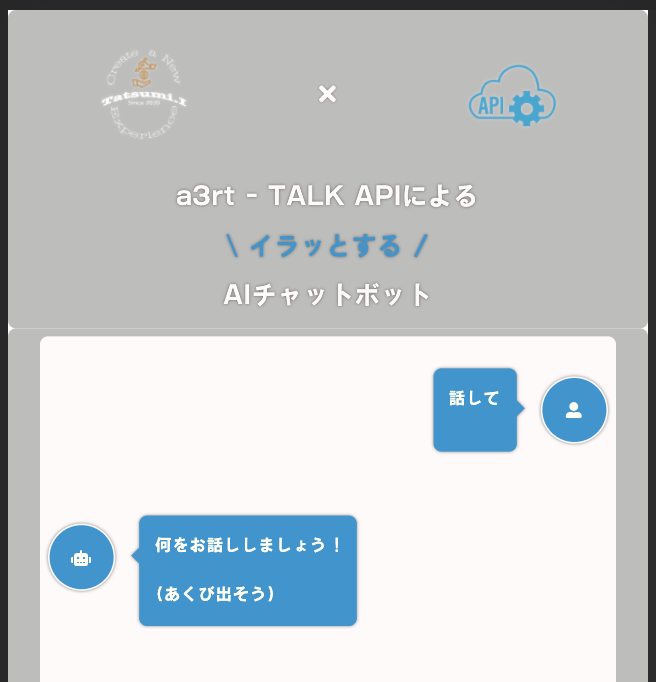 Create a New
Tatsumi.I
Since 2020
Experience
×
API
a3rt - TALK APIによる
\ イラッとする /
AIチャットボット
話して
何をお話ししましょう！
（あくび出そう）